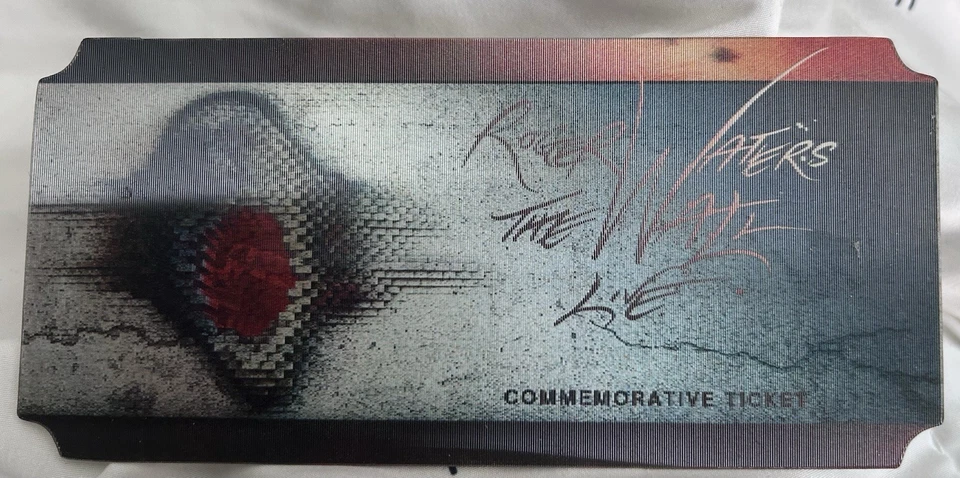 ROGER WATERS
THE WALL
LIVE
COMMEMORATIVE TICKET